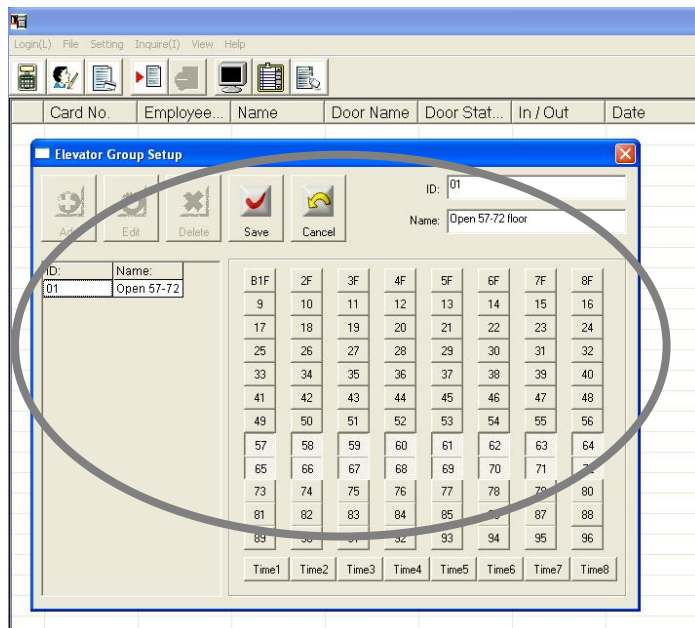 Login(L) File Setting Inquire(I) View Help
Card No. Employee... Name Door Name Door Stat... In / Out Date
Elevator Group Setup
ID: 01
Add Edit Delete Save Cancel
Name: Open 57-72 floor
ID: Name:
01 Open 57-72
B1F 2F 3F 4F 5F 6F 7F 8F
9 10 11 12 13 14 15 16
17 18 19 20 21 22 23 24
25 26 27 28 29 30 31 32
33 34 35 36 37 38 39 40
41 42 43 44 45 46 47 48
49 50 51 52 53 54 55 56
57 58 59 60 61 62 63 64
65 66 67 68 69 70 71 72
73 74 75 76 77 78 79 80
81 82 83 84 85 86 87 88
89 90 91 92 93 94 95 96
Time1 Time2 Time3 Time4 Time5 Time6 Time7 Time8